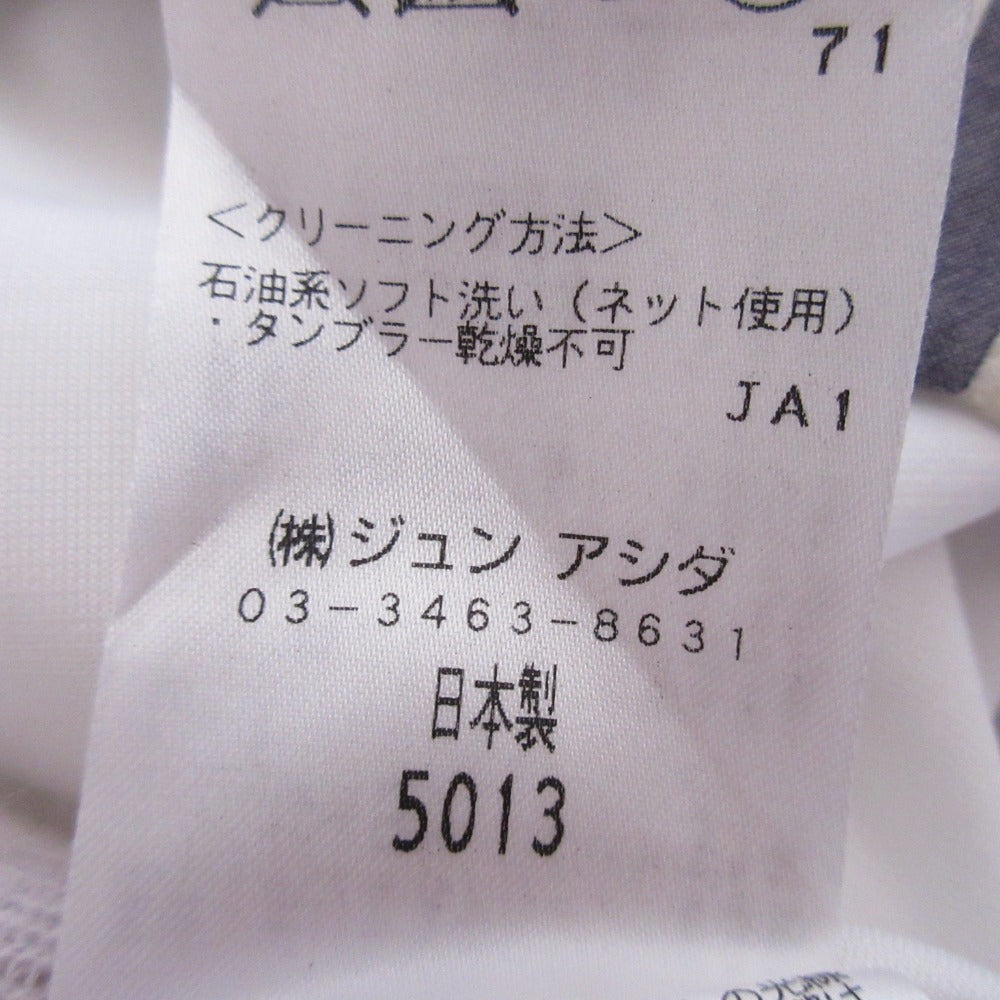 71
＜クリーニング方法＞
石油系ソフト洗い（ネット使用）
・タンブラー乾燥不可
JA1
㈱ジュン アシダ
03-3463-8631
日本製
5013